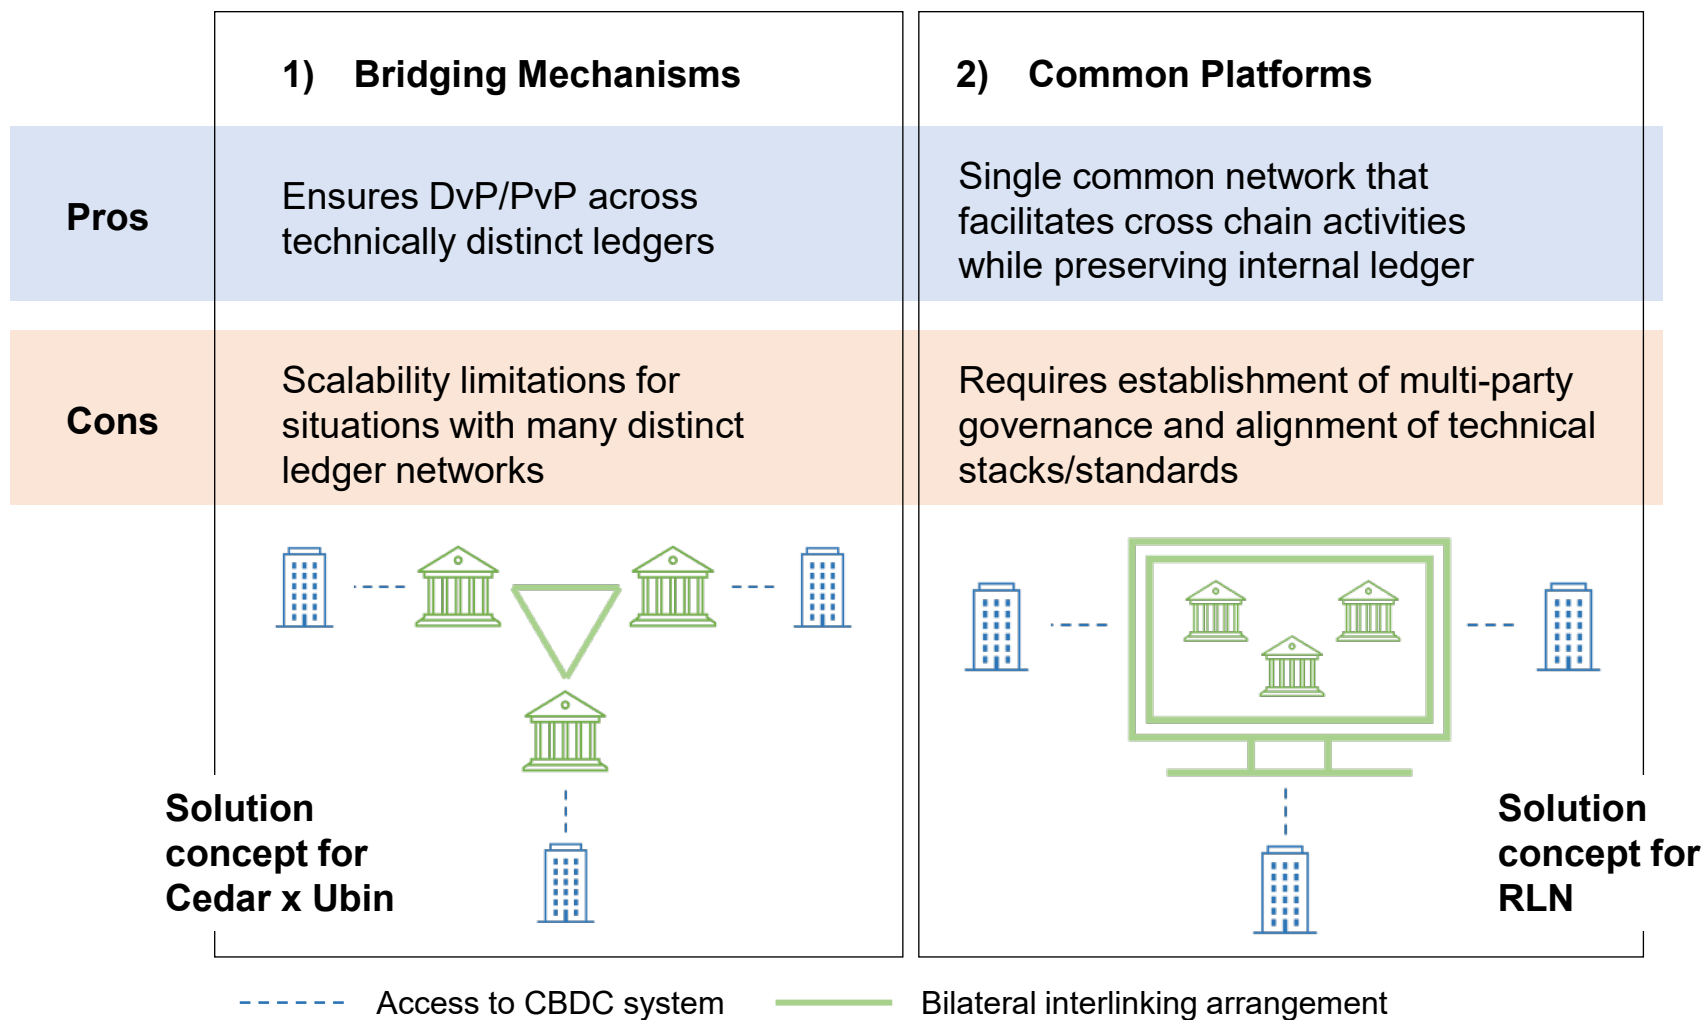 1) Bridging Mechanisms
2) Common Platforms
Pros
Ensures DvP/PvP across
technically distinct ledgers
Single common network that
facilitates cross chain activities
while preserving internal ledger
Cons
Scalability limitations for
situations with many distinct
ledger networks
Requires establishment of multi-party
governance and alignment of technical
stacks/standards
Solution
concept for
Cedar x Ubin
Solution
concept for
RLN
Access to CBDC system
Bilateral interlinking arrangement